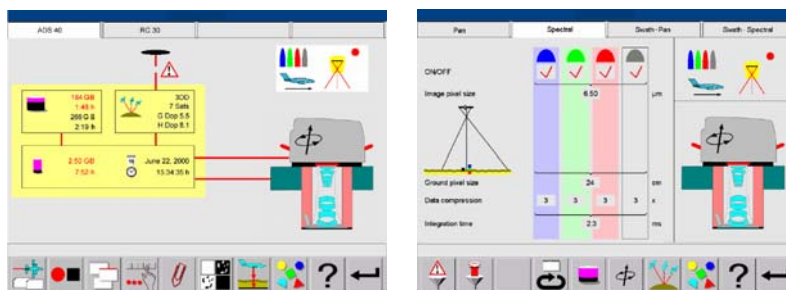 ADS 40
RC 30
184 GB
1:48 h
266 GB
2:19 h
3DD
7 Sats
G Dop 5.5
H Dop 8.1
2.52 GB
7:52 h
June 22, 2000
15:34:35 h
?
Pan
Spectral
Swath - Pan
Swath - Spectral
ON/OFF
Image pixel size
6.50
µm
Ground pixel size
24
cm
Data compression
3
3
3
3
x
Integration time
2.3
ms
?